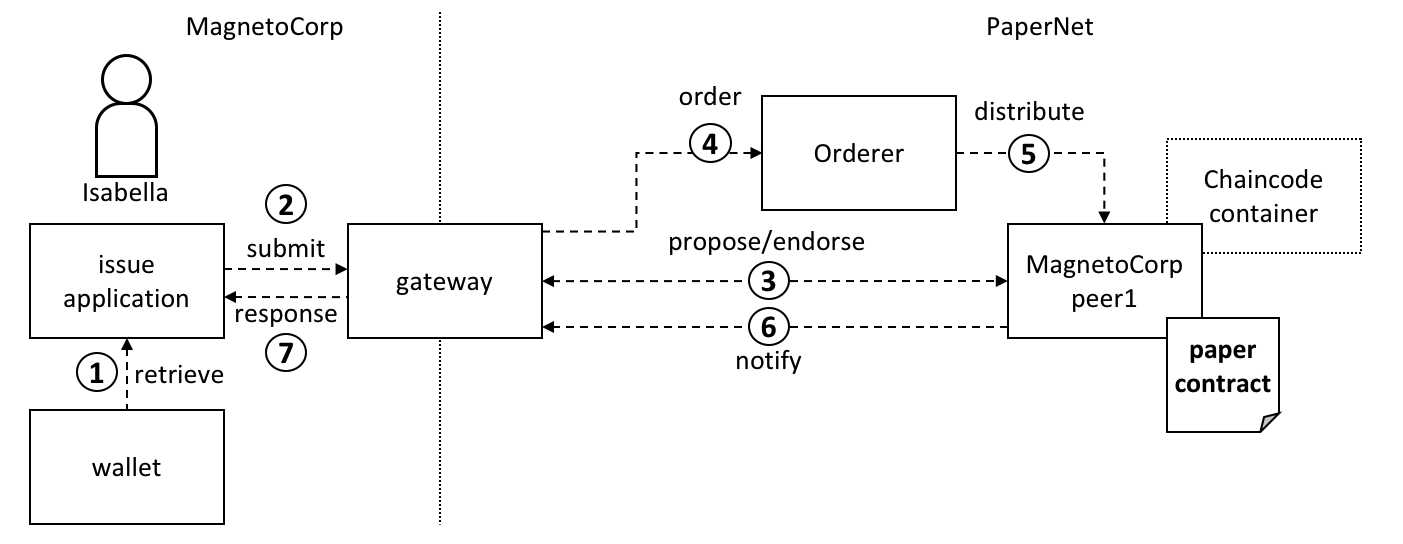 MagnetoCorp
PaperNet
Isabella
order
4
Orderer
distribute
5
Chaincode
container
2
submit
issue
application
gateway
response
7
propose/endorse
3
6
notify
MagnetoCorp
peer1
paper
contract
1
retrieve
wallet